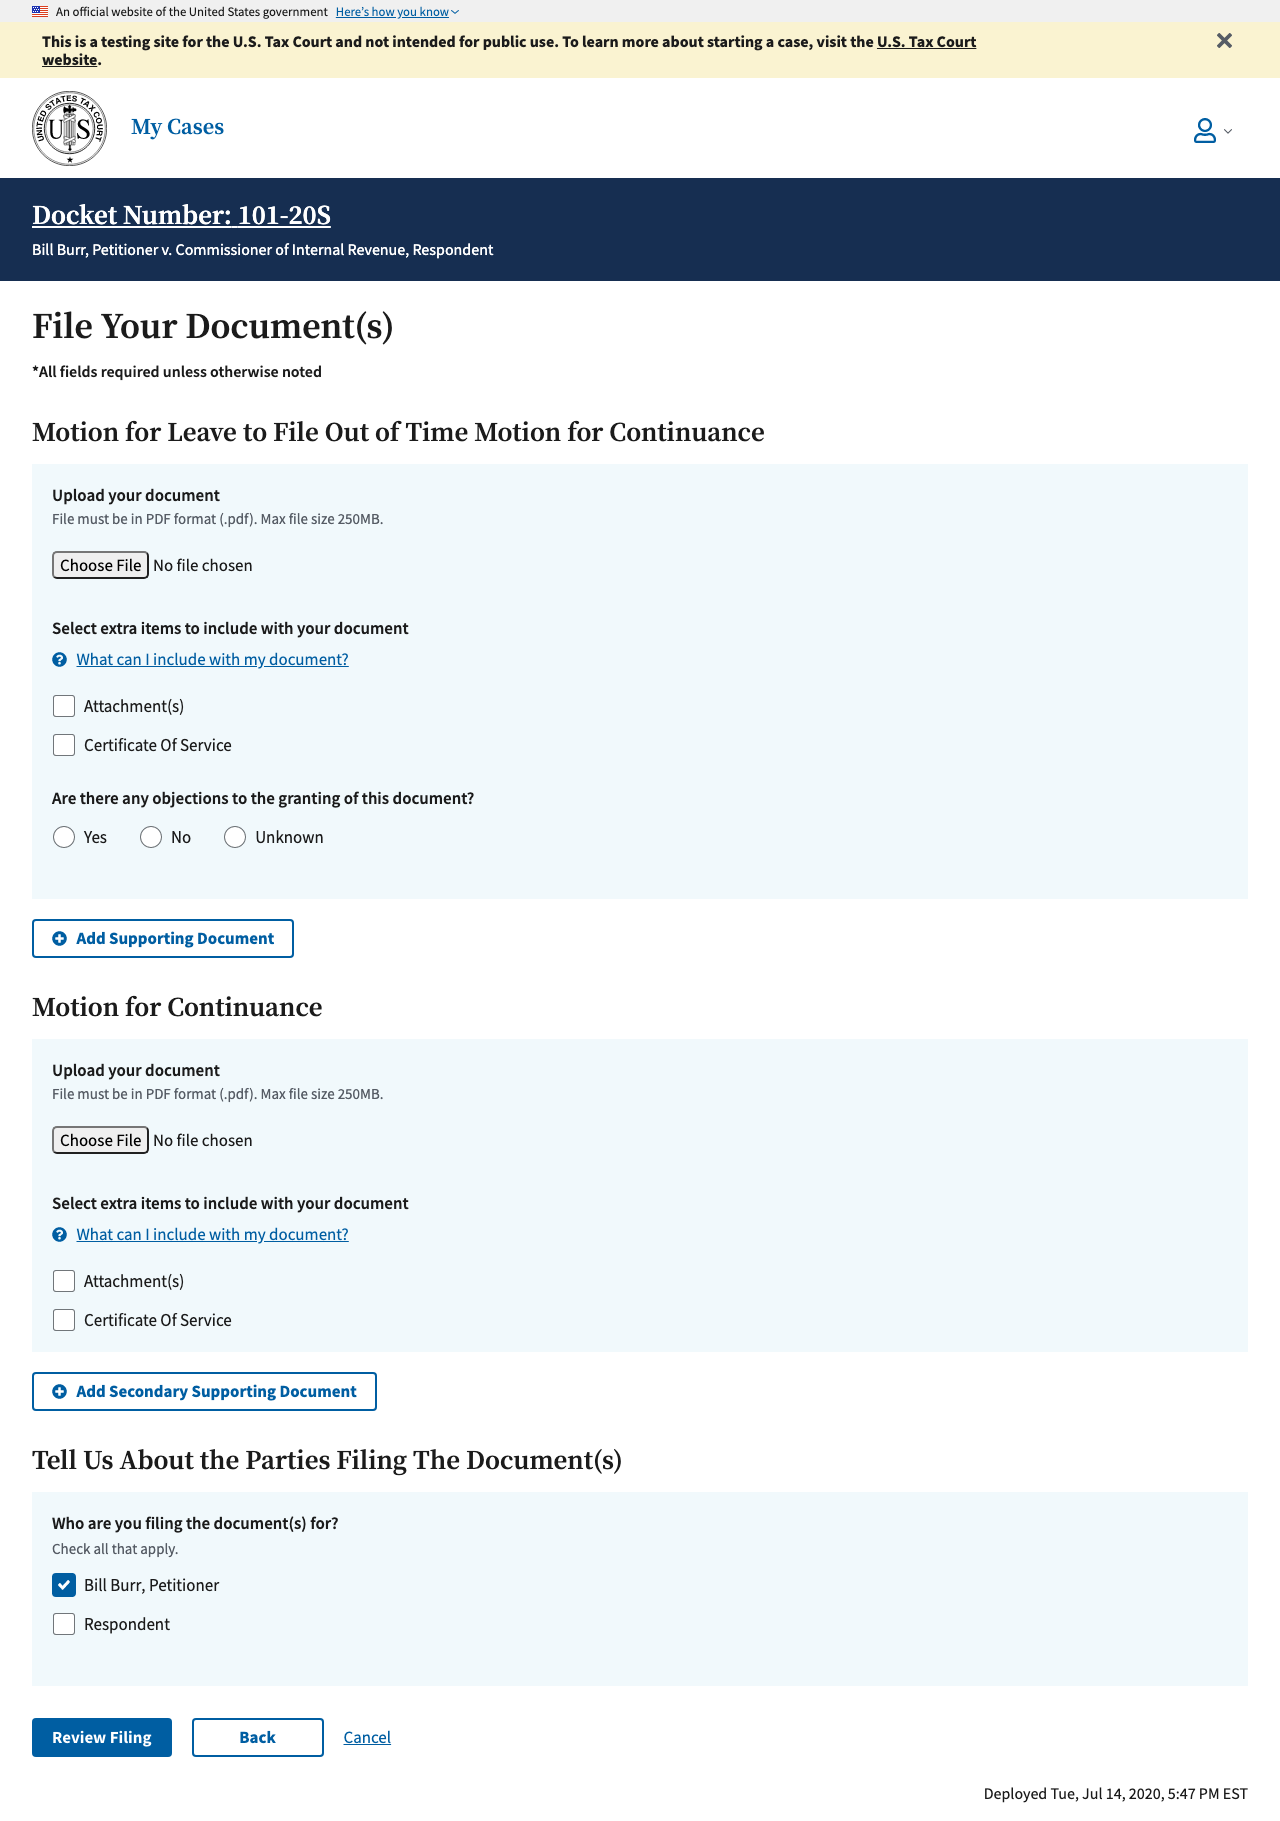 An official website of the United States government Here's how you know
This is a testing site for the U.S. Tax Court and not intended for public use. To learn more about starting a case, visit the U.S. Tax Court
website.
UNITED STATES TAX COURT
US
My Cases
Docket Number: 101-20S
Bill Burr, Petitioner v. Commissioner of Internal Revenue, Respondent
File Your Document(s)
*All fields required unless otherwise noted
Motion for Leave to File Out of Time Motion for Continuance
Upload your document
File must be in PDF format (.pdf). Max file size 250MB.
Choose File No file chosen
Select extra items to include with your document
What can I include with my document?
Attachment(s)
Certificate Of Service
Are there any objections to the granting of this document?
Yes No Unknown
Add Supporting Document
Motion for Continuance
Upload your document
File must be in PDF format (.pdf). Max file size 250MB.
Choose File No file chosen
Select extra items to include with your document
What can I include with my document?
Attachment(s)
Certificate Of Service
Add Secondary Supporting Document
Tell Us About the Parties Filing The Document(s)
Who are you filing the document(s) for?
Check all that apply.
Bill Burr, Petitioner
Respondent
Review Filing Back Cancel
Deployed Tue, Jul 14, 2020, 5:47 PM EST